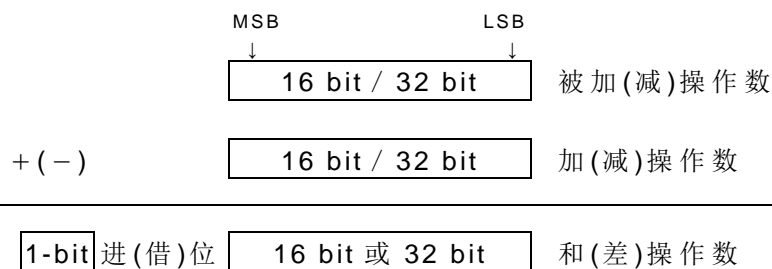 MSB LSB
↓ ↓
16 bit / 32 bit 被加(减)操作数
+(-) 16 bit / 32 bit 加(减)操作数
1-bit 进(借)位 16 bit 或 32 bit 和(差)操作数